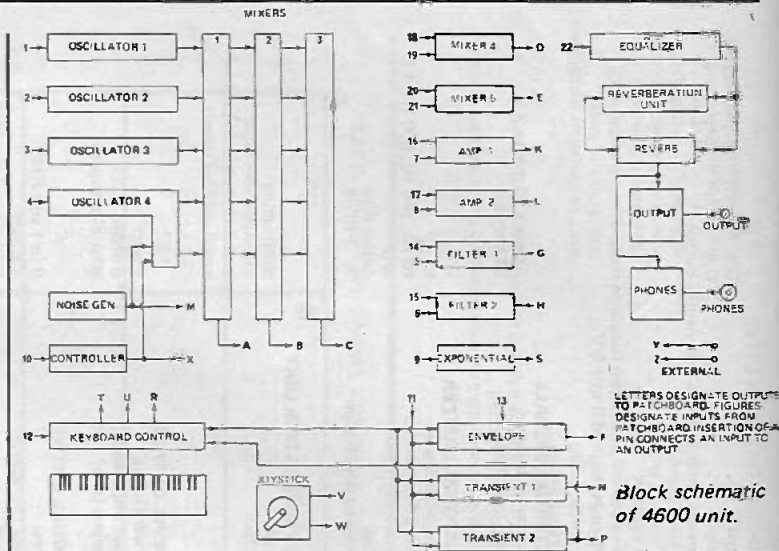 MIXERS
1 OSCILLATOR 1
2 OSCILLATOR 2
3 OSCILLATOR 3
4 OSCILLATOR 4
1 2 3
NOISE GEN. M
10 CONTROLLER X
A B C
T U R
12 KEYBOARD CONTROL
JOYSTICK
V
W
18
19 MIXER 4 D
20
21 MIXER 5 E
16
7 AMP 1 K
17
8 AMP 2 L
14
5 FILTER 1 G
15
6 FILTER 2 H
9 EXPONENTIAL S
11 13
ENVELOPE F
TRANSIENT 1 N
TRANSIENT 2 P
22 EQUALIZER
REVERBERATION
UNIT
REVERB
OUTPUT
OUTPUT
PHONES
PHONES
Y
Z
EXTERNAL
LETTERS DESIGNATE OUTPUTS
TO PATCHBOARD. FIGURES
DESIGNATE INPUTS FROM
PATCHBOARD INSERTION OF A
PIN CONNECTS AN INPUT TO
AN OUTPUT
Block schematic
of 4600 unit.